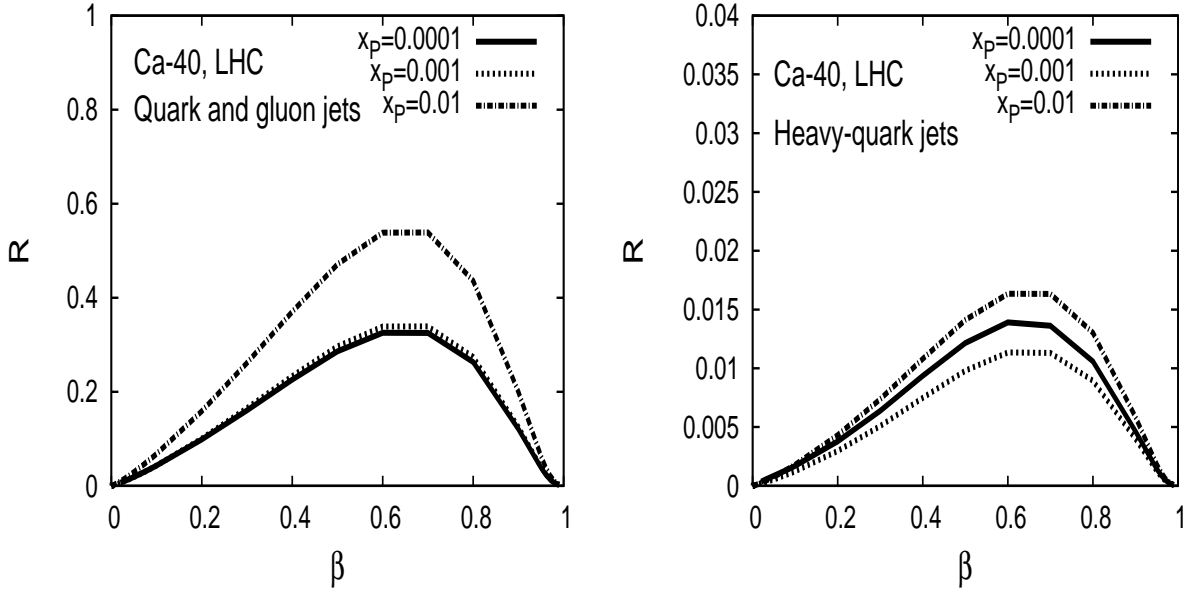 1
0.8
0.6
0.4
0.2
0
0 0.2 0.4 0.6 0.8 1
R
β
Ca-40, LHC
Quark and gluon jets
xP=0.0001
xP=0.001
xP=0.01
0.04
0.035
0.03
0.025
0.02
0.015
0.01
0.005
0
0 0.2 0.4 0.6 0.8 1
R
β
Ca-40, LHC
Heavy-quark jets
xP=0.0001
xP=0.001
xP=0.01